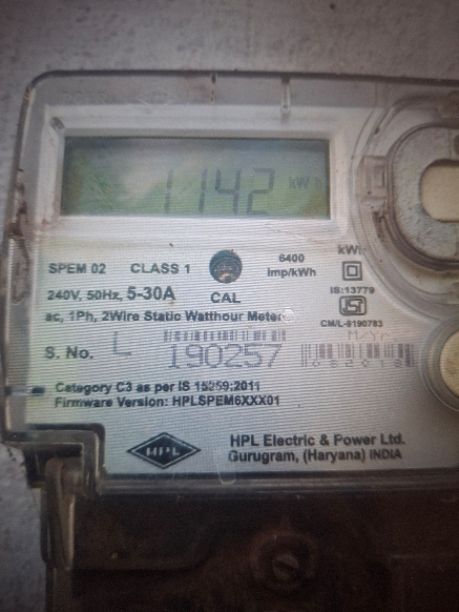 1142 kWh
kWh
SPEM 02 CLASS 1 6400
240V, 50Hz, 5-30A CAL Imp/kWh
IS:13779
ac, 1Ph, 2Wire Static Watthour Meter
CM/L-9190783
M/Yr.
S. No. L 190257 082018
Category C3 as per IS 15959:2011
Firmware Version: HPLSPEM6XXX01
HPL
HPL Electric & Power Ltd.
Gurugram, (Haryana) INDIA